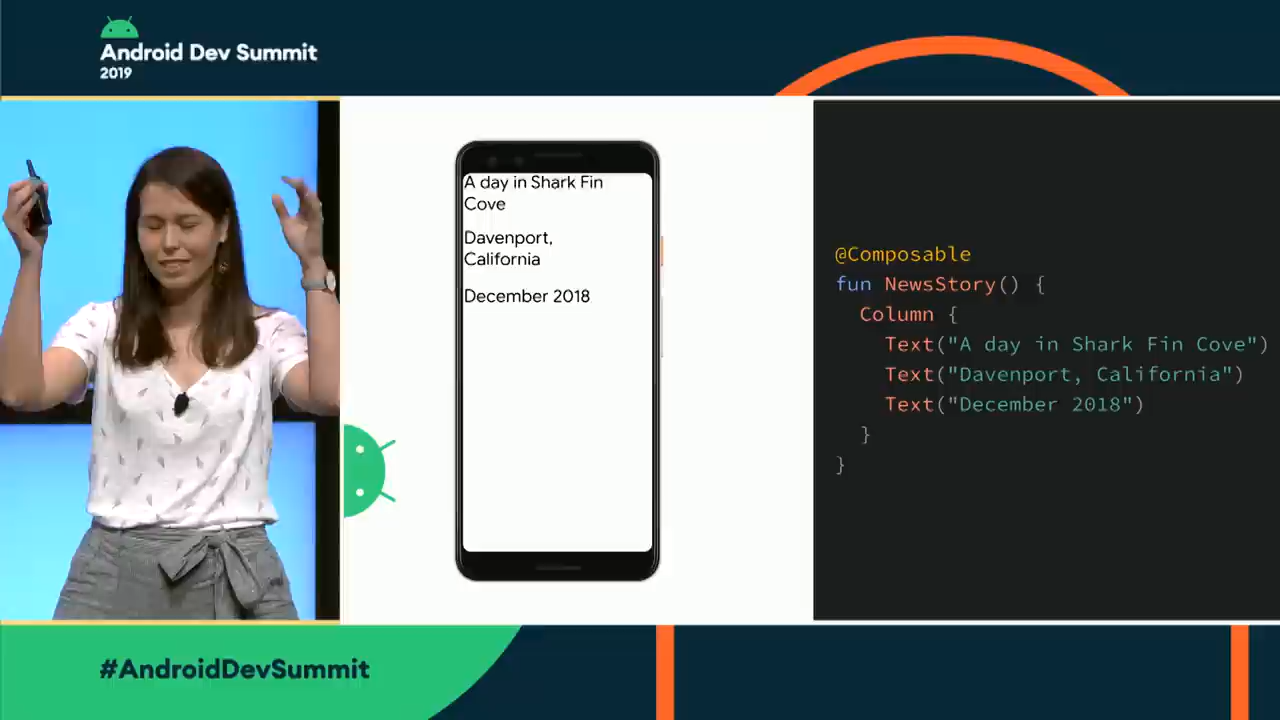 Android Dev Summit
2019
A day in Shark Fin
Cove
Davenport,
California
December 2018
@Composable
fun NewsStory() {
  Column {
    Text("A day in Shark Fin Cove")
    Text("Davenport, California")
    Text("December 2018")
  }
}
#AndroidDevSummit